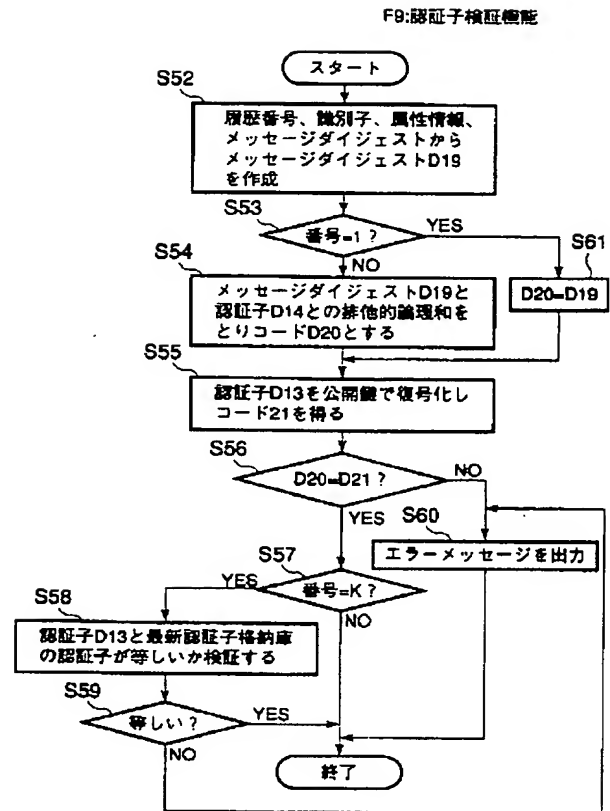 F9:認証子検証機能
スタート
S52
履歴番号、識別子、属性情報、
メッセージダイジェストから
メッセージダイジェストD19
を作成
S53
番号=1？
YES
S61
NO
D20=D19
S54
メッセージダイジェストD19と
認証子D14との排他的論理和を
とりコードD20とする
S55
認証子D13を公開鍵で復号化し
コード21を得る
S56
D20=D21？
NO
YES
S60
エラーメッセージを出力
S57
番号=K？
YES
NO
S58
認証子D13と最新認証子格納庫
の認証子が等しいか検証する
S59
等しい？
YES
NO
終了